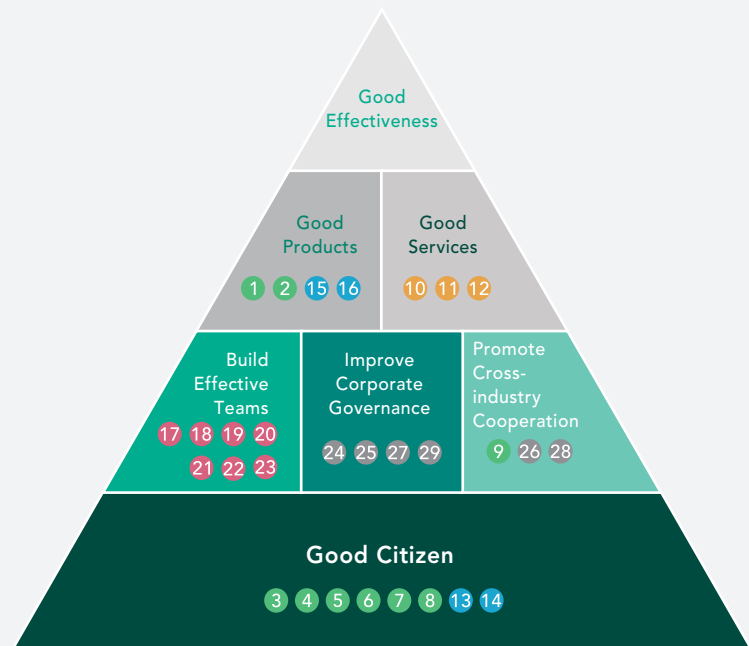 Good
Effectiveness
Good
Products
1 2 15 16
Good
Services
10 11 12
Build
Effective
Teams
17 18 19 20
21 22 23
Improve
Corporate
Governance
24 25 27 29
Promote
Cross-
industry
Cooperation
9 26 28
Good Citizen
3 4 5 6 7 8 13 14